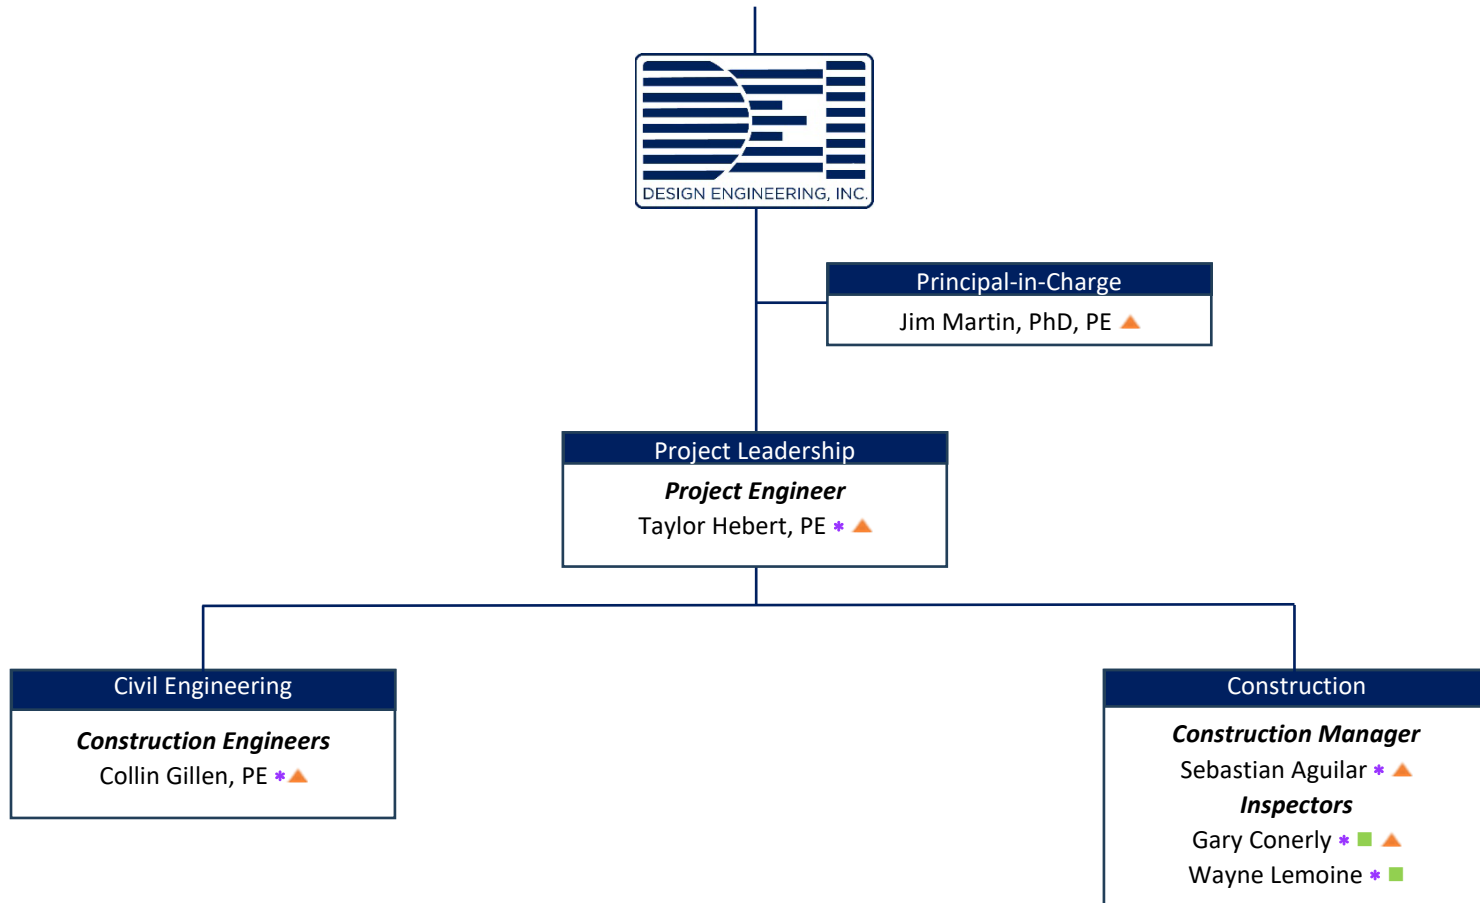 DESIGN ENGINEERING, INC.
Principal-in-Charge
Jim Martin, PhD, PE
Project Leadership
Project Engineer
Taylor Hebert, PE *
Civil Engineering
Construction Engineers
Collin Gillen, PE *
Construction
Construction Manager
Sebastian Aguilar *
Inspectors
Gary Conerly *
Wayne Lemoine *